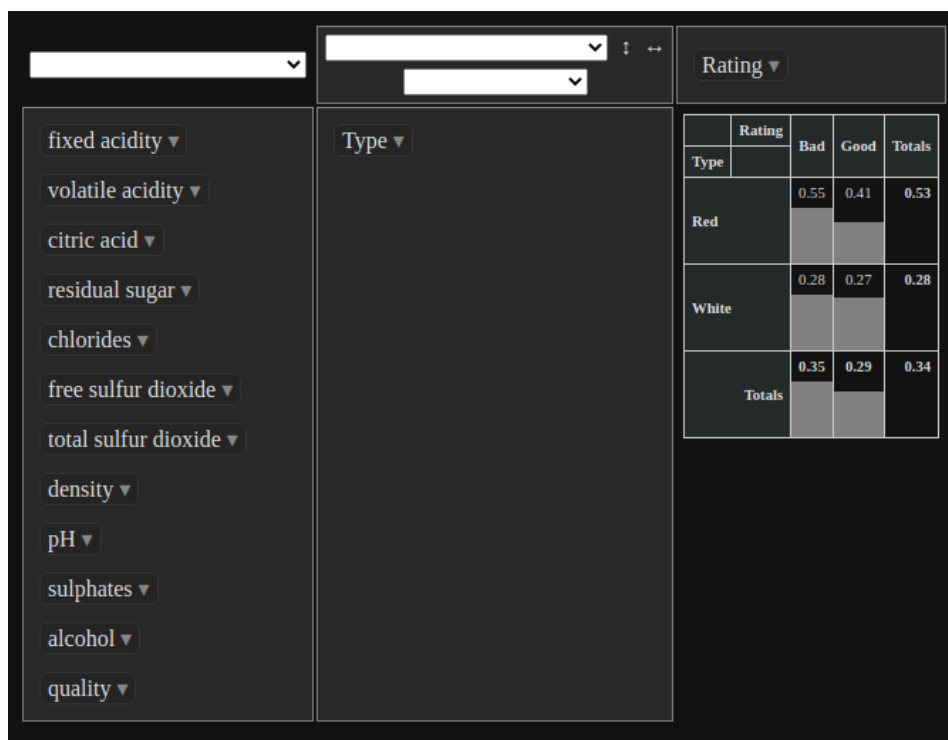 ↕ ↔
Rating ▾
fixed acidity ▾
volatile acidity ▾
citric acid ▾
residual sugar ▾
chlorides ▾
free sulfur dioxide ▾
total sulfur dioxide ▾
density ▾
pH ▾
sulphates ▾
alcohol ▾
quality ▾
Type ▾
Rating Bad Good Totals
Type
Red 0.55 0.41 0.53
White 0.28 0.27 0.28
Totals 0.35 0.29 0.34